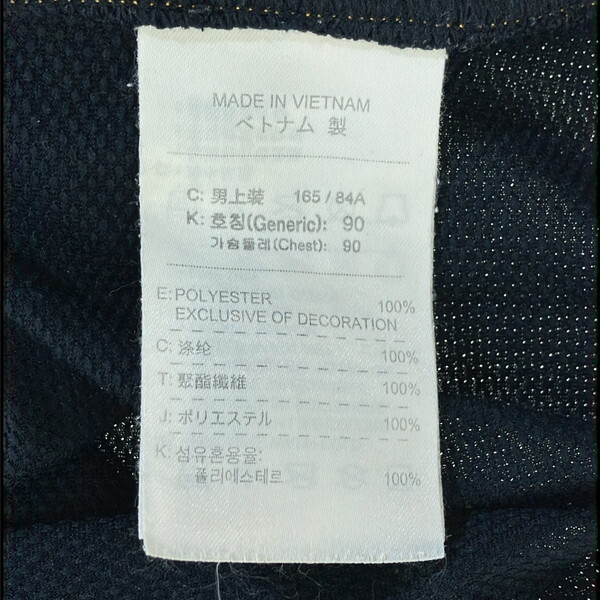 MADE IN VIETNAM
ベトナム 製
C: 男上装 165 / 84A
K: 호칭(Generic): 90
가슴둘레(Chest): 90
E: POLYESTER 100%
EXCLUSIVE OF DECORATION
C: 涤纶 100%
T: 聚酯纖維 100%
J: ポリエステル 100%
K: 섬유혼용율:
폴리에스테르 100%